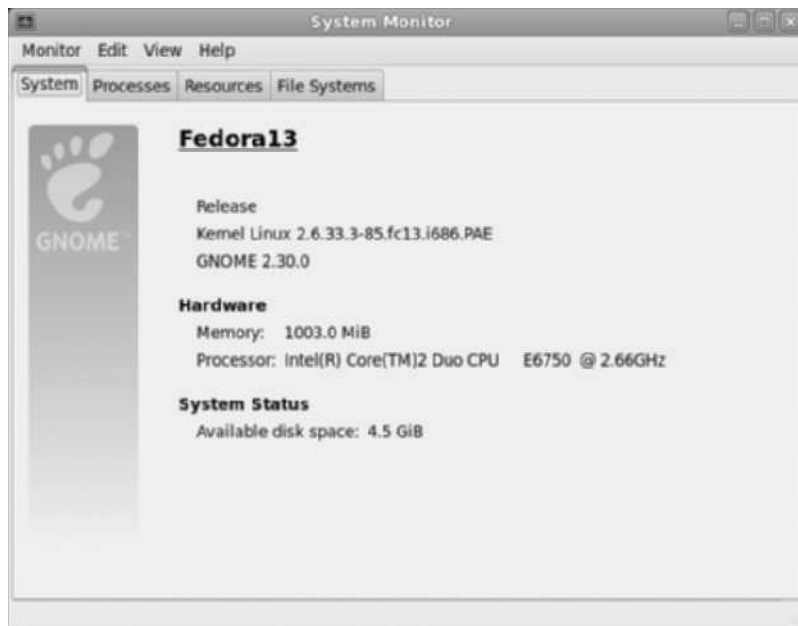 System Monitor
Monitor Edit View Help
System Processes Resources File Systems
Fedora13
GNOME™
Release
Kernel Linux 2.6.33.3-85.fc13.i686.PAE
GNOME 2.30.0
Hardware
Memory: 1003.0 MiB
Processor: Intel(R) Core(TM)2 Duo CPU E6750 @ 2.66GHz
System Status
Available disk space: 4.5 GiB